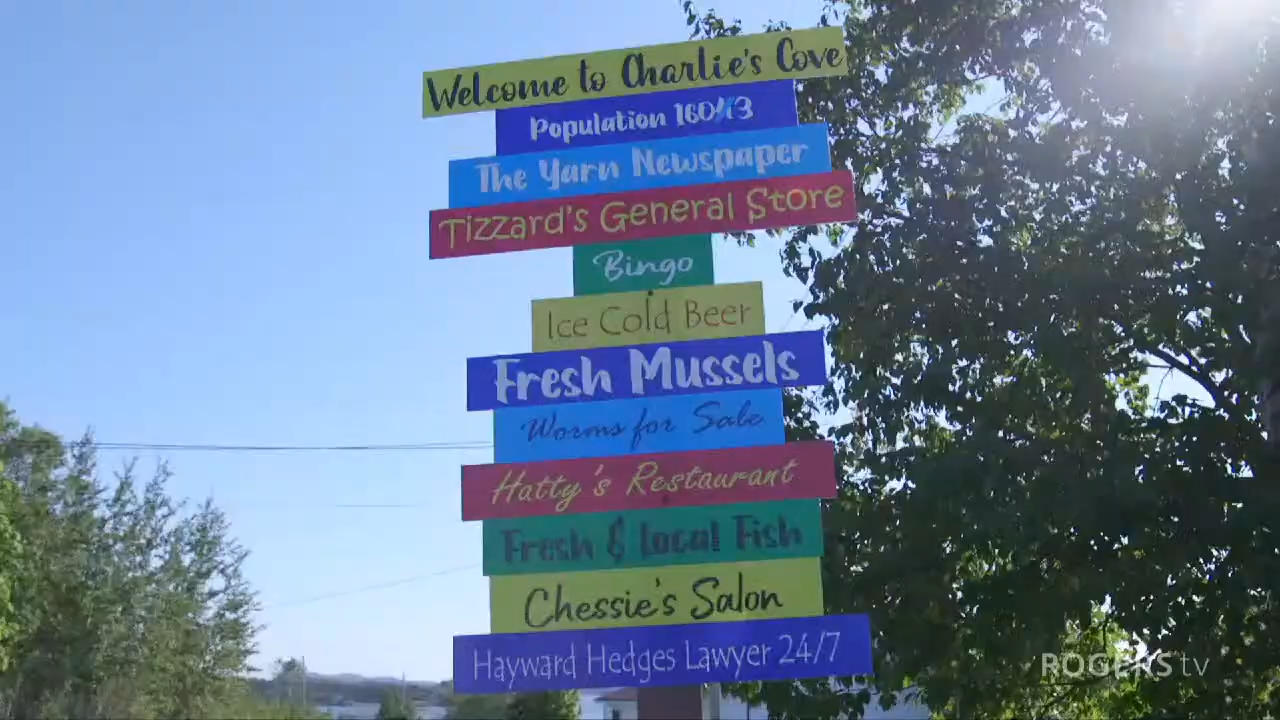 Welcome to Charlie's Cove
Population 160
The Yarn Newspaper
Tizzard's General Store
Bingo
Ice Cold Beer
Fresh Mussels
Worms for Sale
Hatty's Restaurant
Fresh & Local Fish
Chessie's Salon
Hayward Hedges Lawyer 24/7
ROGERS tv